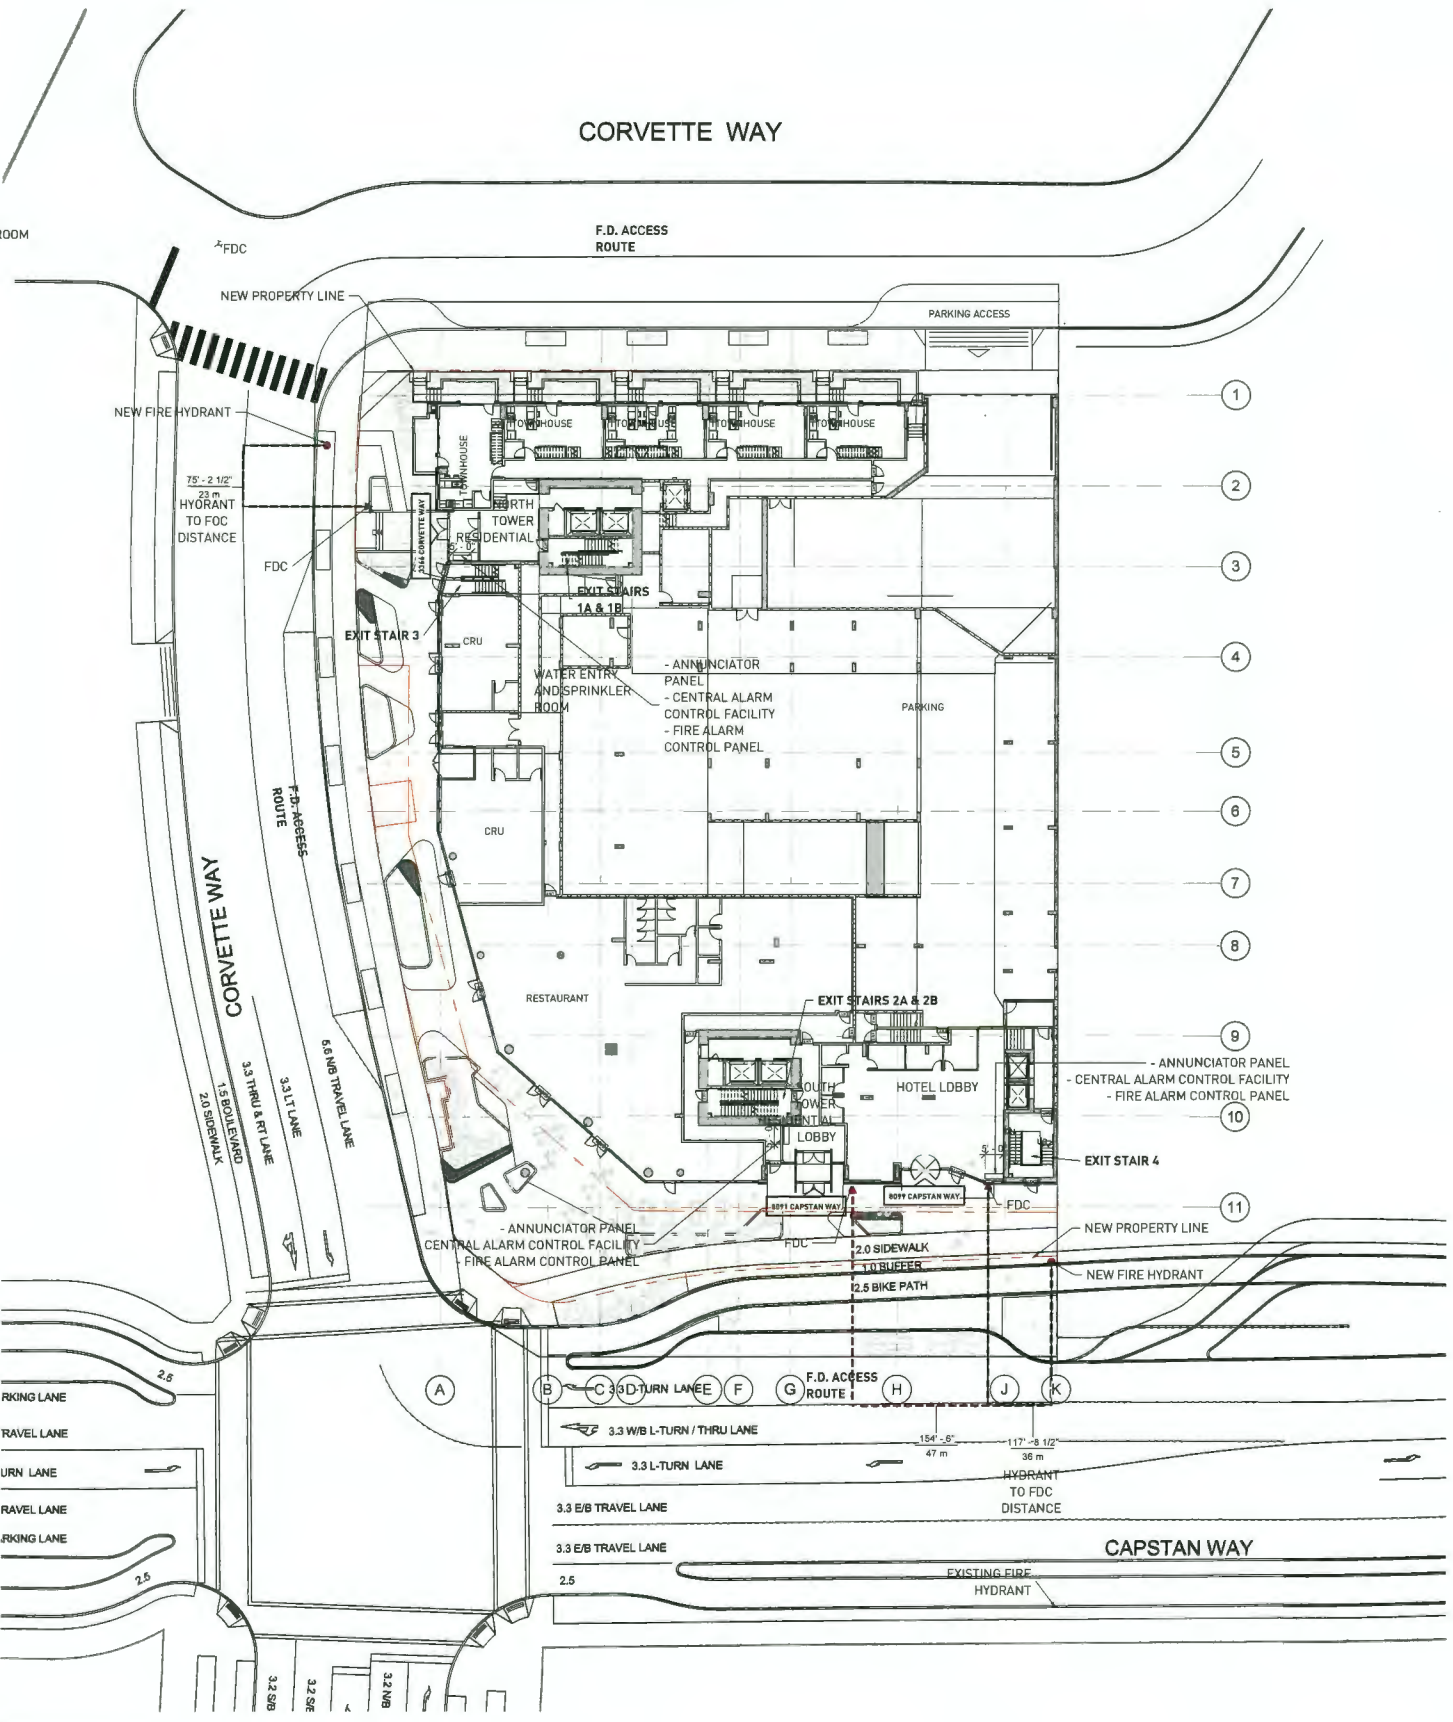 CORVETTE WAY
F.D. ACCESS
ROUTE
FDC
NEW PROPERTY LINE
PARKING ACCESS
NEW FIRE HYDRANT
1
TOWNHOUSE
TOWNHOUSE
TOWNHOUSE
TOWNHOUSE
TOWNHOUSE
75' - 2 1/2"
23 m
HYDRANT
TO FDC
DISTANCE
2
NORTH
TOWER
RESIDENTIAL
3366 CORVETTE WAY
5' - 0"
FDC
3
EXIT STAIRS
1A & 1B
EXIT STAIR 3
CRU
4
WATER ENTRY
AND SPRINKLER
ROOM
- ANNUNCIATOR
PANEL
- CENTRAL ALARM
CONTROL FACILITY
- FIRE ALARM
CONTROL PANEL
PARKING
5
6
F.D. ACCESS
ROUTE
CRU
7
CORVETTE WAY
8
RESTAURANT
EXIT STAIRS 2A & 2B
9
5.6 N/B TRAVEL LANE
3.3 LT LANE
3.3 THRU & RT LANE
1.5 BOULEVARD
2.0 SIDEWALK
- ANNUNCIATOR PANEL
- CENTRAL ALARM CONTROL FACILITY
- FIRE ALARM CONTROL PANEL
HOTEL LOBBY
SOUTH
TOWER
RESIDENTIAL
LOBBY
10
5' - 0"
EXIT STAIR 4
8091 CAPSTAN WAY
8099 CAPSTAN WAY
FDC
11
- ANNUNCIATOR PANEL
CENTRAL ALARM CONTROL FACILITY
- FIRE ALARM CONTROL PANEL
FDC
NEW PROPERTY LINE
2.0 SIDEWALK
1.0 BUFFER
2.5 BIKE PATH
NEW FIRE HYDRANT
2.5
F.D. ACCESS
ROUTE
A
B
C
D
E
F
G
H
J
K
3.3 L-TURN LANE
RKING LANE
RAVEL LANE
3.3 W/B L-TURN / THRU LANE
154' - 6"
47 m
117' - 8 1/2"
36 m
HYDRANT
TO FDC
DISTANCE
URN LANE
3.3 L-TURN LANE
RAVEL LANE
3.3 E/B TRAVEL LANE
RKING LANE
3.3 E/B TRAVEL LANE
CAPSTAN WAY
2.5
2.5
EXISTING FIRE
HYDRANT
3.2 S/B
3.2 S/B
3.2 N/B